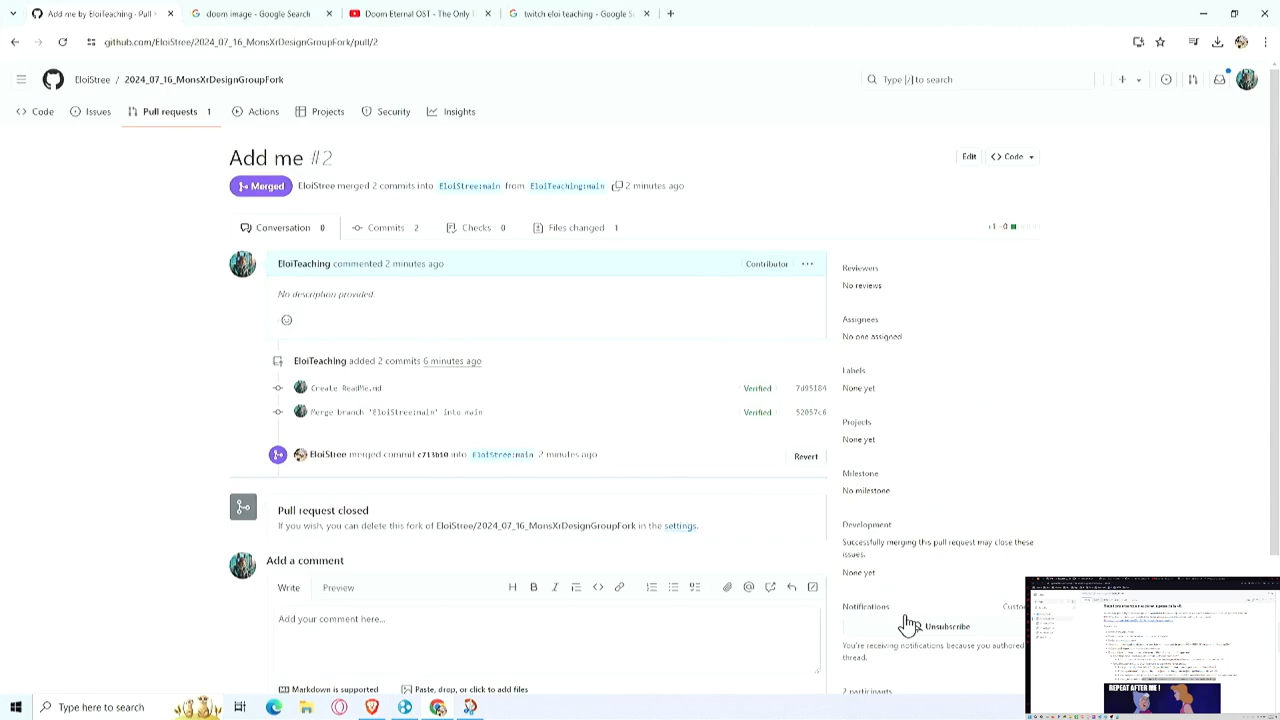 Add me by EloiTeaching · Pull
doom image - Google Search
Doom Eternal OST - The Only
twitch eloi teaching - Google S
github.com/EloiStree/2024_07_16_MonsXrDesignGroupFork/pull/2
EloiStree / 2024_07_16_MonsXrDesignGroupFork
Type [/] to search
Code
Issues
Pull requests 1
Actions
Projects
Security
Insights
Add me #2
Edit
<> Code
Merged
EloiStree merged 2 commits into EloiStree:main from EloiTeaching:main 2 minutes ago
Conversation 0
Commits 2
Checks 0
Files changed 1
+1 −0
EloiTeaching commented 2 minutes ago
Contributor
No description provided.
EloiTeaching added 2 commits 6 minutes ago
Create ReadMe.md
Verified
7d95184
Merge branch 'EloiStree:main' into main
Verified
52057c6
EloiStree merged commit c713b10 into EloiStree:main 2 minutes ago
Revert
Pull request closed
If you wish, you can delete this fork of EloiStree/2024_07_16_MonsXrDesignGroupFork in the settings.
Add a comment
Write
Preview
H B I
Add your comment here...
Markdown is supported
Paste, drop, or click to add files
Reviewers
No reviews
Assignees
No one assigned
Labels
None yet
Projects
None yet
Milestone
No milestone
Development
Successfully merging this pull request may close these
issues.
None yet
Notifications
Custo
Unsubscribe
You're receiving notifications because you authored
thread.
2 participants
REPEAT AFTER ME !
Type here to search